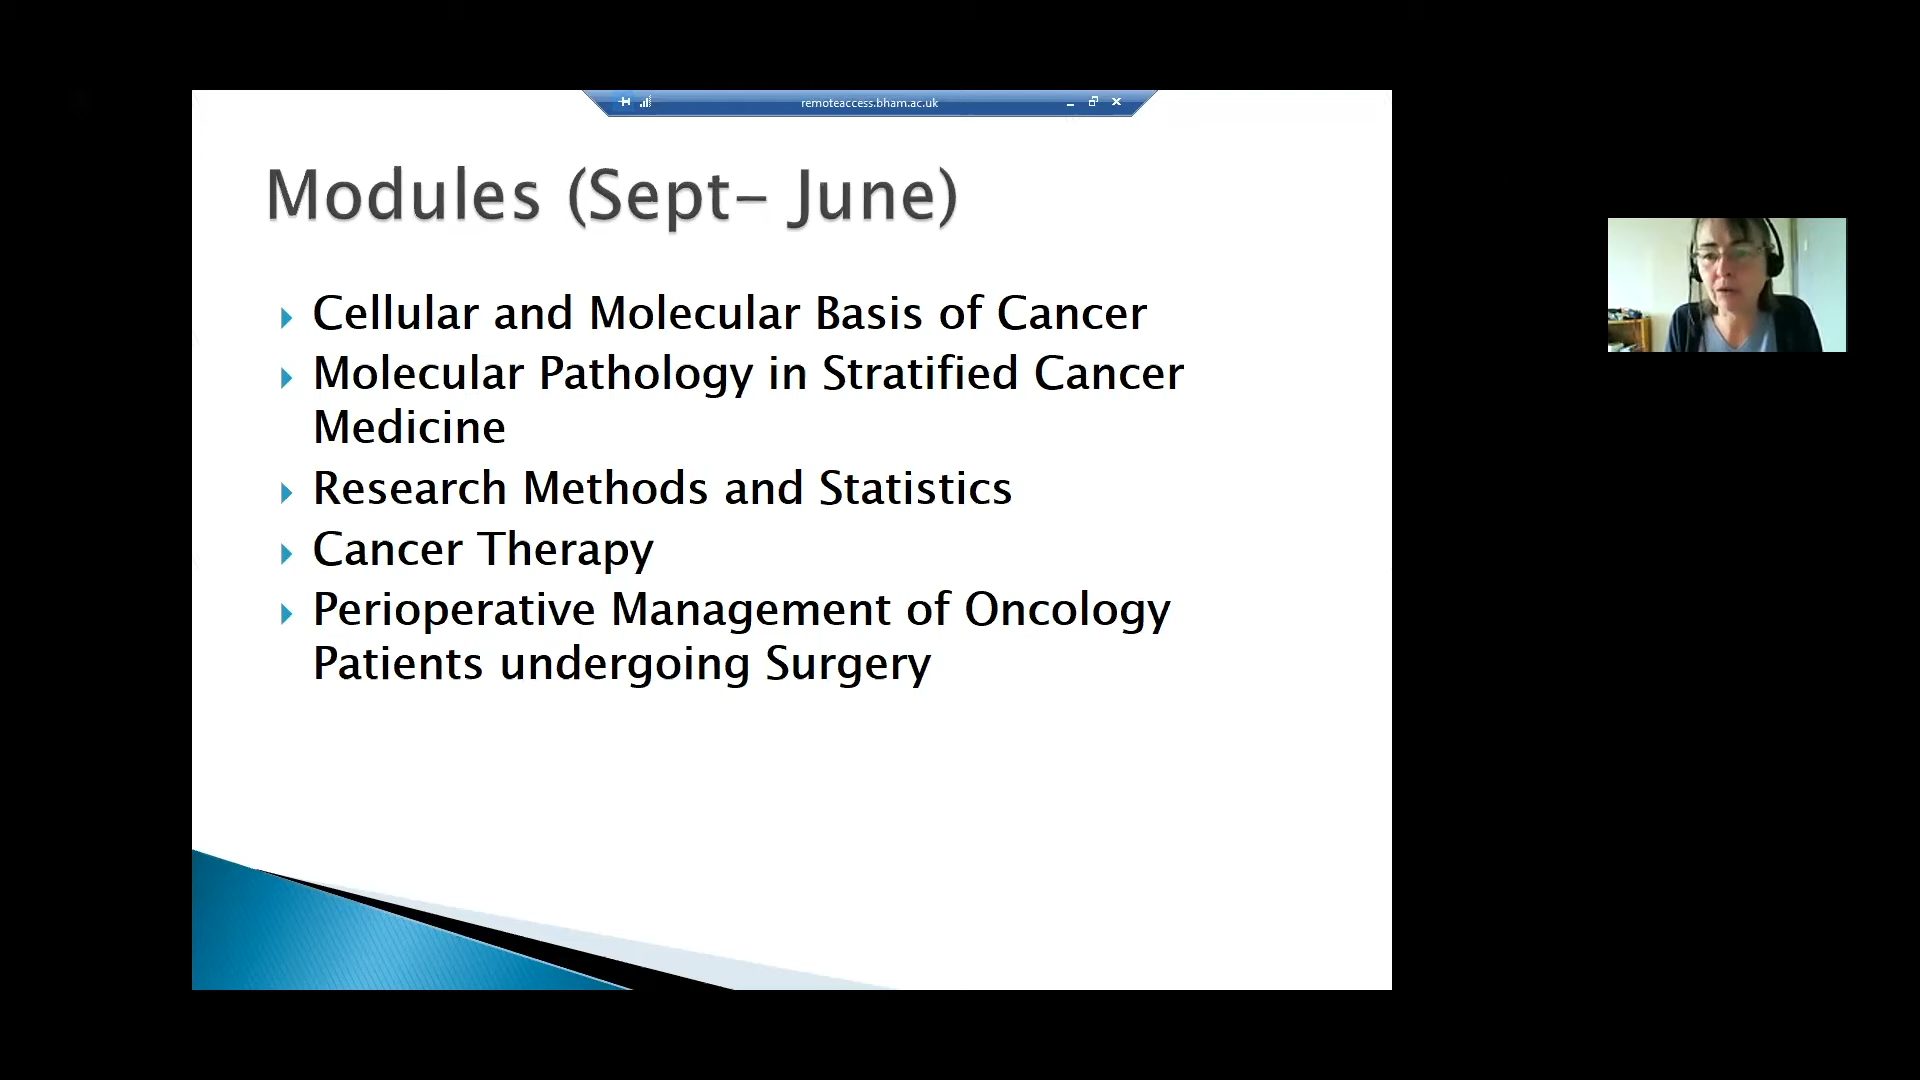 remoteaccess.bham.ac.uk
Modules (Sept- June)
Cellular and Molecular Basis of Cancer
Molecular Pathology in Stratified Cancer
Medicine
Research Methods and Statistics
Cancer Therapy
Perioperative Management of Oncology
Patients undergoing Surgery